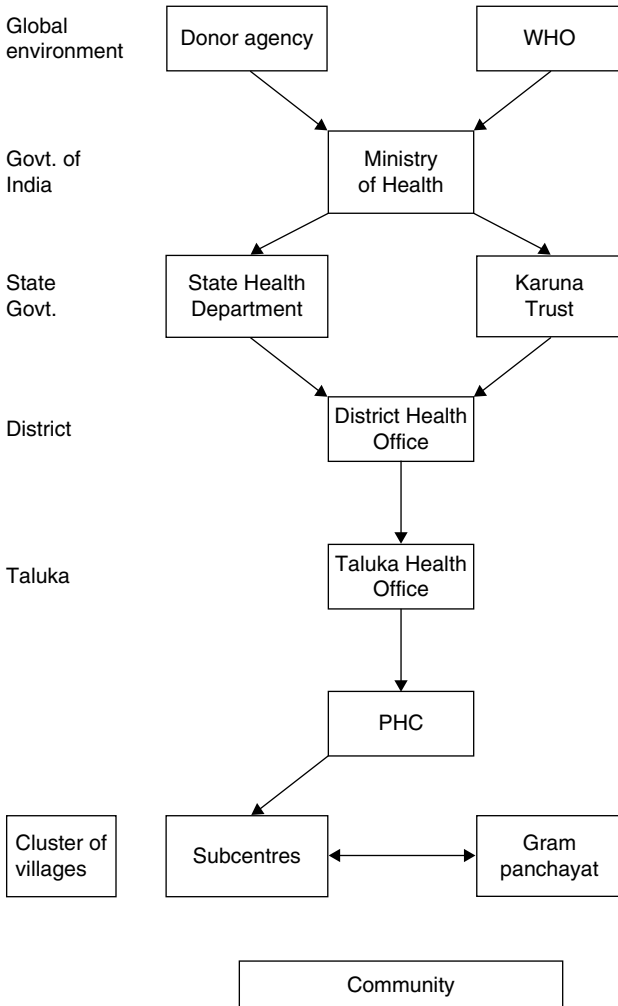 Global
environment
Donor agency
WHO
Govt. of
India
Ministry
of Health
State
Govt.
State Health
Department
Karuna
Trust
District
District Health
Office
Taluka
Taluka Health
Office
PHC
Cluster of
villages
Subcentres
Gram
panchayat
Community